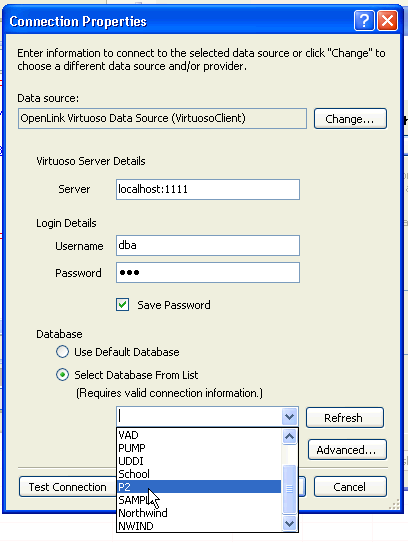 Connection Properties
Enter information to connect to the selected data source or click "Change" to
choose a different data source and/or provider.
Data source:
OpenLink Virtuoso Data Source (VirtuosoClient)
Change...
Virtuoso Server Details
Server
localhost:1111
Login Details
Username
dba
Password
●●●
Save Password
Database
Use Default Database
Select Database From List
(Requires valid connection information.)
Refresh
VAD
PUMP
UDDI
School
P2
SAMPL
Northwind
NWIND
Advanced...
Test Connection
Cancel